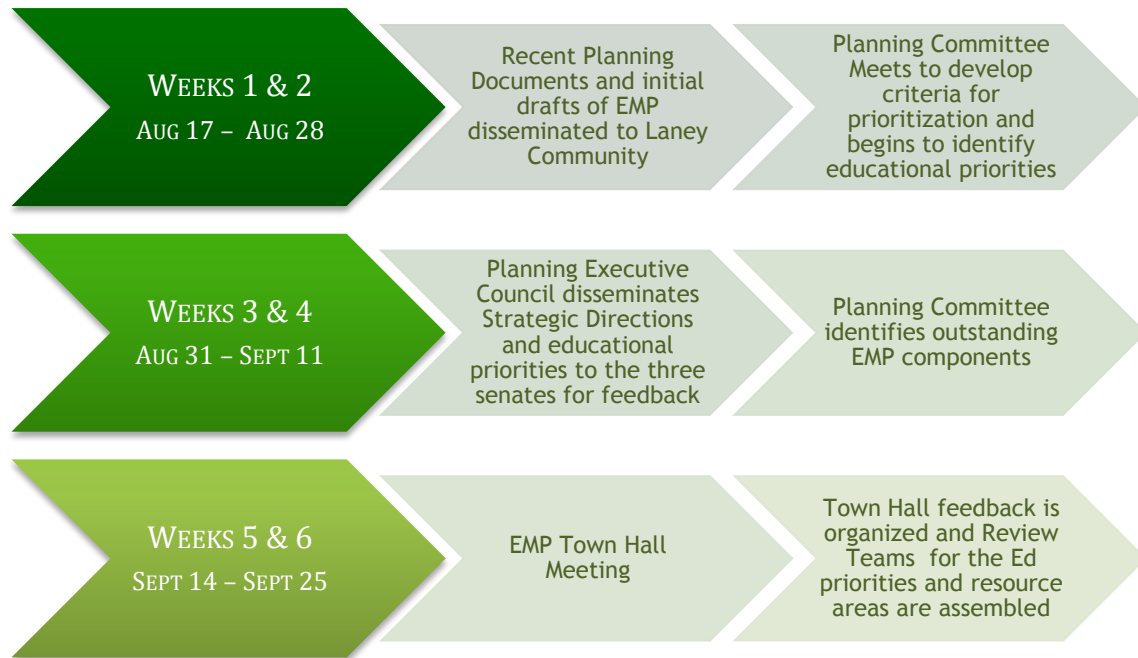 WEEKS 1 & 2
AUG 17 – AUG 28
Recent Planning
Documents and initial
drafts of EMP
disseminated to Laney
Community
Planning Committee
Meets to develop
criteria for
prioritization and
begins to identify
educational priorities
WEEKS 3 & 4
AUG 31 – SEPT 11
Planning Executive
Council disseminates
Strategic Directions
and educational
priorities to the three
senates for feedback
Planning Committee
identifies outstanding
EMP components
WEEKS 5 & 6
SEPT 14 – SEPT 25
EMP Town Hall
Meeting
Town Hall feedback is
organized and Review
Teams for the Ed
priorities and resource
areas are assembled